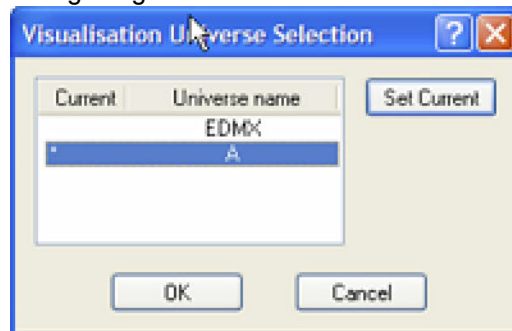 Visualisation Universe Selection
Current Universe name
Set Current
EDMX
* A
OK Cancel